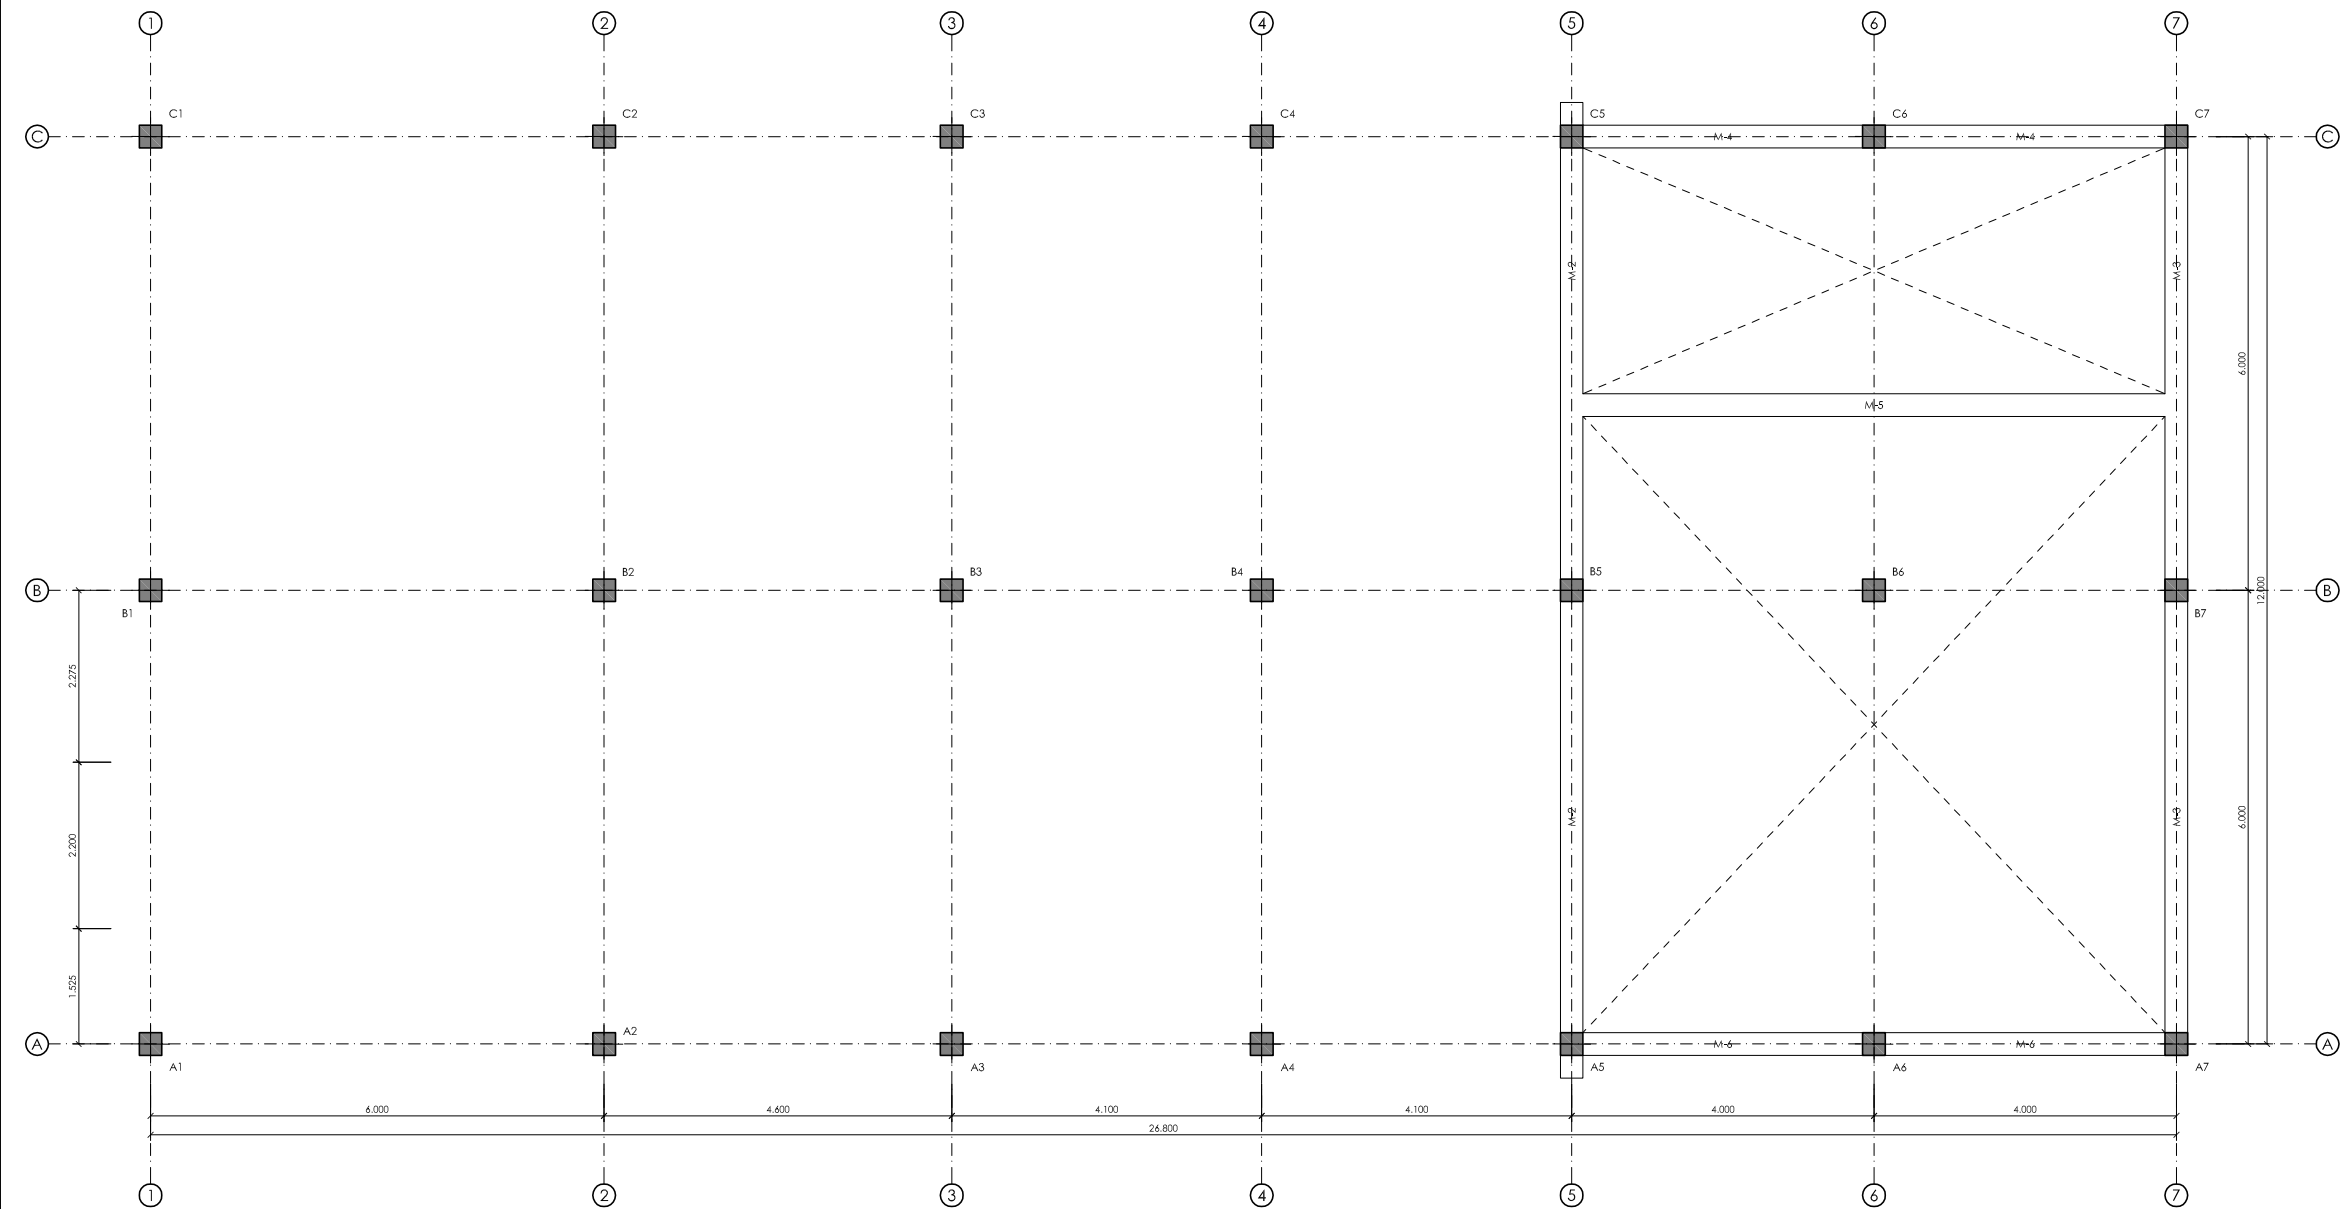 1 2 3 4 5 6 7
C1 C2 C3 C4 C5 C6 C7
C M-4 M-4 C
M-2 M-3
6.000
M-5
B2 B3 B4 B5 B6
B B
12.000
B1 B7
2.275
M-2 M-3 6.000
2.200
1.525
A2
A M-6 M-6 A
A1 A3 A4 A5 A6 A7
6.000 4.600 4.100 4.100 4.000 4.000
26.800
1 2 3 4 5 6 7